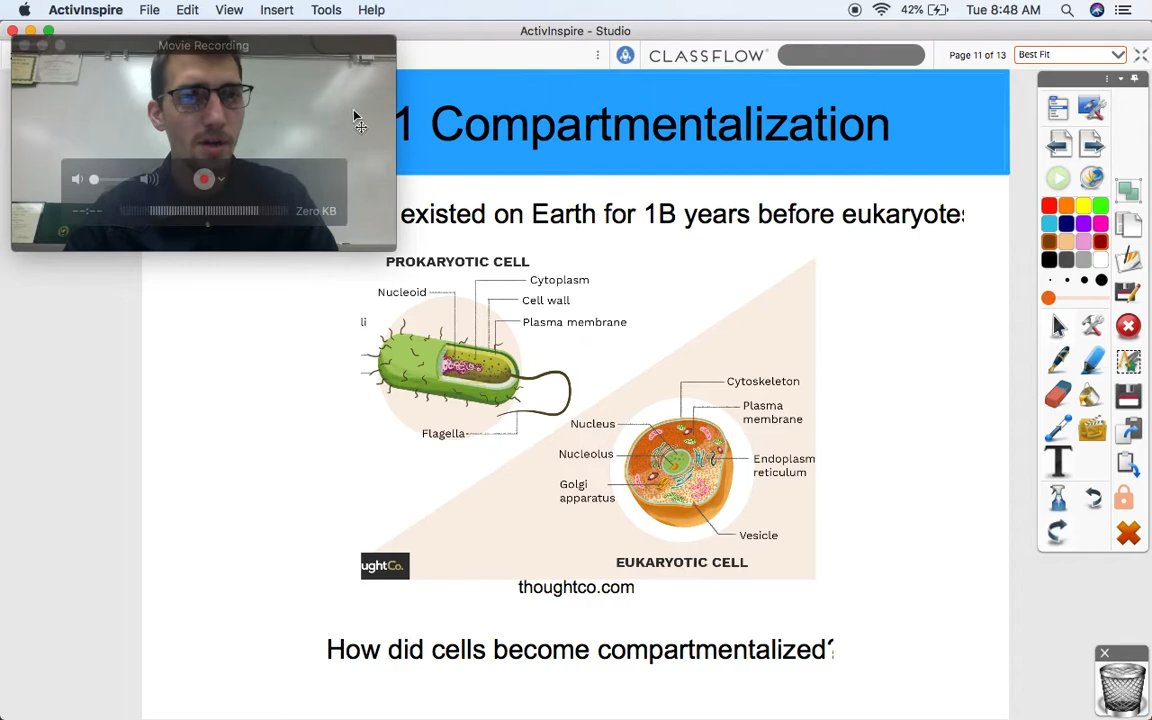 ActivInspire File Edit View Insert Tools Help 42% Tue 8:48 AM
ActivInspire - Studio
Movie Recording
CLASSFLOW Page 11 of 13 Best Fit
1 Compartmentalization
--:-- Zero KB
existed on Earth for 1B years before eukaryotes
PROKARYOTIC CELL
Cytoplasm
Nucleoid
Cell wall
li
Plasma membrane
Flagella
Cytoskeleton
Plasma
membrane
Nucleus
Nucleolus
Endoplasm
reticulum
Golgi
apparatus
Vesicle
EUKARYOTIC CELL
ughtCo.
thoughtco.com
How did cells become compartmentalized?
T